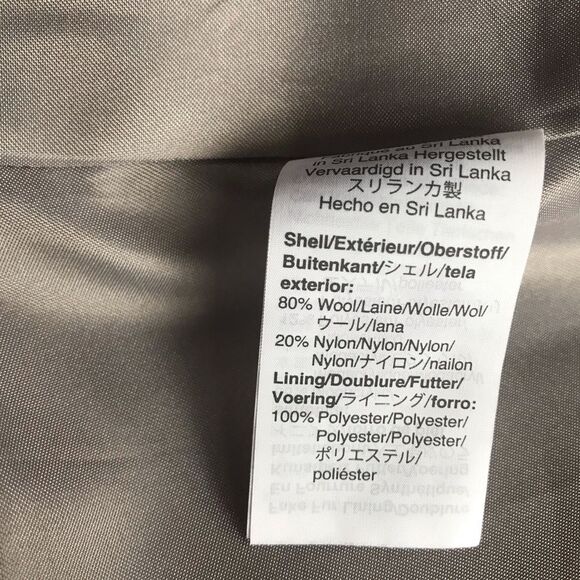 au Sri Lanka
in Sri Lanka Hergestellt
Vervaardigd in Sri Lanka
スリランカ製
Hecho en Sri Lanka
Shell/Extérieur/Oberstoff/
Buitenkant/シェル/tela
exterior:
80% Wool/Laine/Wolle/Wol/
ウール/lana
20% Nylon/Nylon/Nylon/
Nylon/ナイロン/nailon
Lining/Doublure/Futter/
Voering/ライニング/forro:
100% Polyester/Polyester/
Polyester/Polyester/
ポリエステル/
poliéster